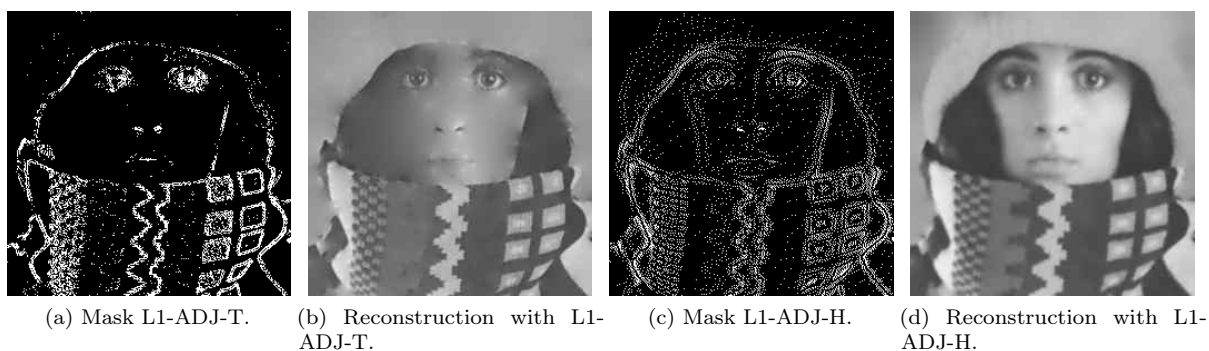 (a) Mask L1-ADJ-T.
(b) Reconstruction with L1-
ADJ-T.
(c) Mask L1-ADJ-H.
(d) Reconstruction with L1-
ADJ-H.